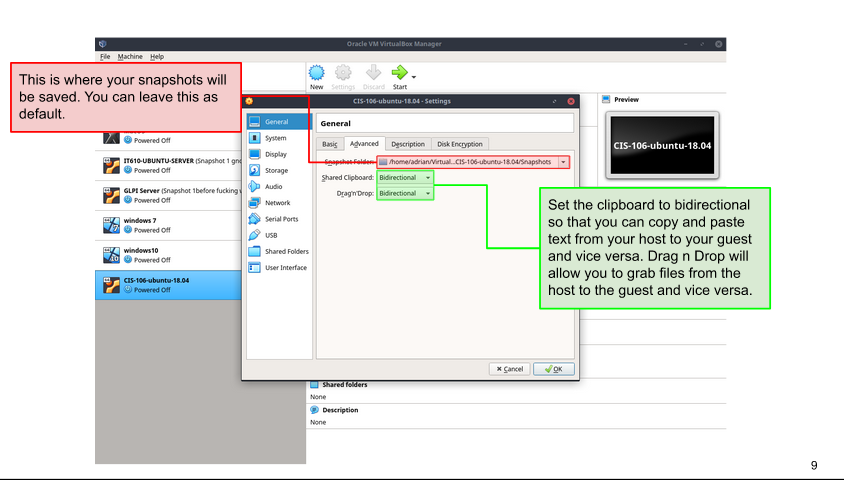 Oracle VM VirtualBox Manager
File Machine Help
This is where your snapshots will
be saved. You can leave this as
default.
New Settings Discard Start
CIS-106-ubuntu-18.04 - Settings
Preview
CIS-106-ubuntu-18.04
Powered Off
IT610-UBUNTU-SERVER (Snapshot 1
Powered Off
GLPI Server (Snapshot 1before fucking
Powered Off
windows 7
Powered Off
windows10
Powered Off
CIS-106-ubuntu-18.04
Powered Off
General
System
Display
Storage
Audio
Network
Serial Ports
USB
Shared Folders
User Interface
General
Basic Advanced Description Disk Encryption
Snapshot Folder: /home/adrian/Virtual...CIS-106-ubuntu-18.04/Snapshots
Shared Clipboard: Bidirectional
Drag'n'Drop: Bidirectional
Set the clipboard to bidirectional
so that you can copy and paste
text from your host to your guest
and vice versa. Drag n Drop will
allow you to grab files from the
host to the guest and vice versa.
Cancel OK
Shared folders
None
Description
None
9